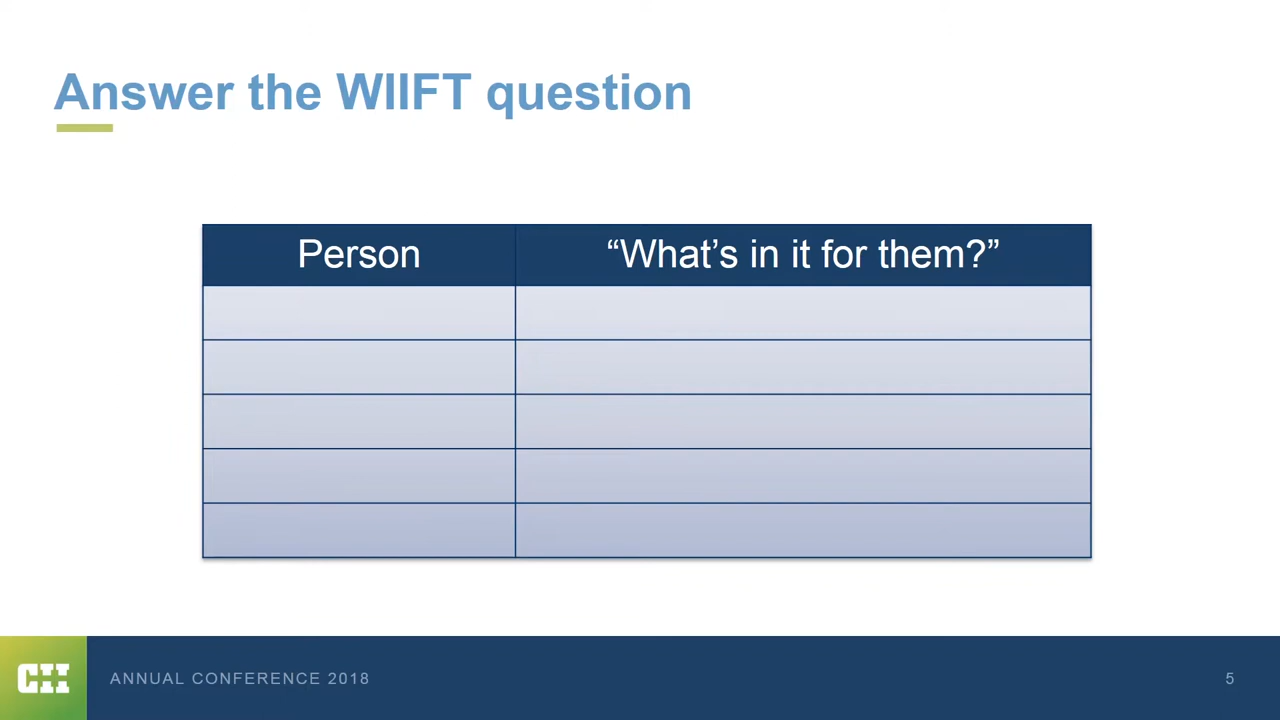 Answer the WIIFT question
Person
“What’s in it for them?”
CII
ANNUAL CONFERENCE 2018
5